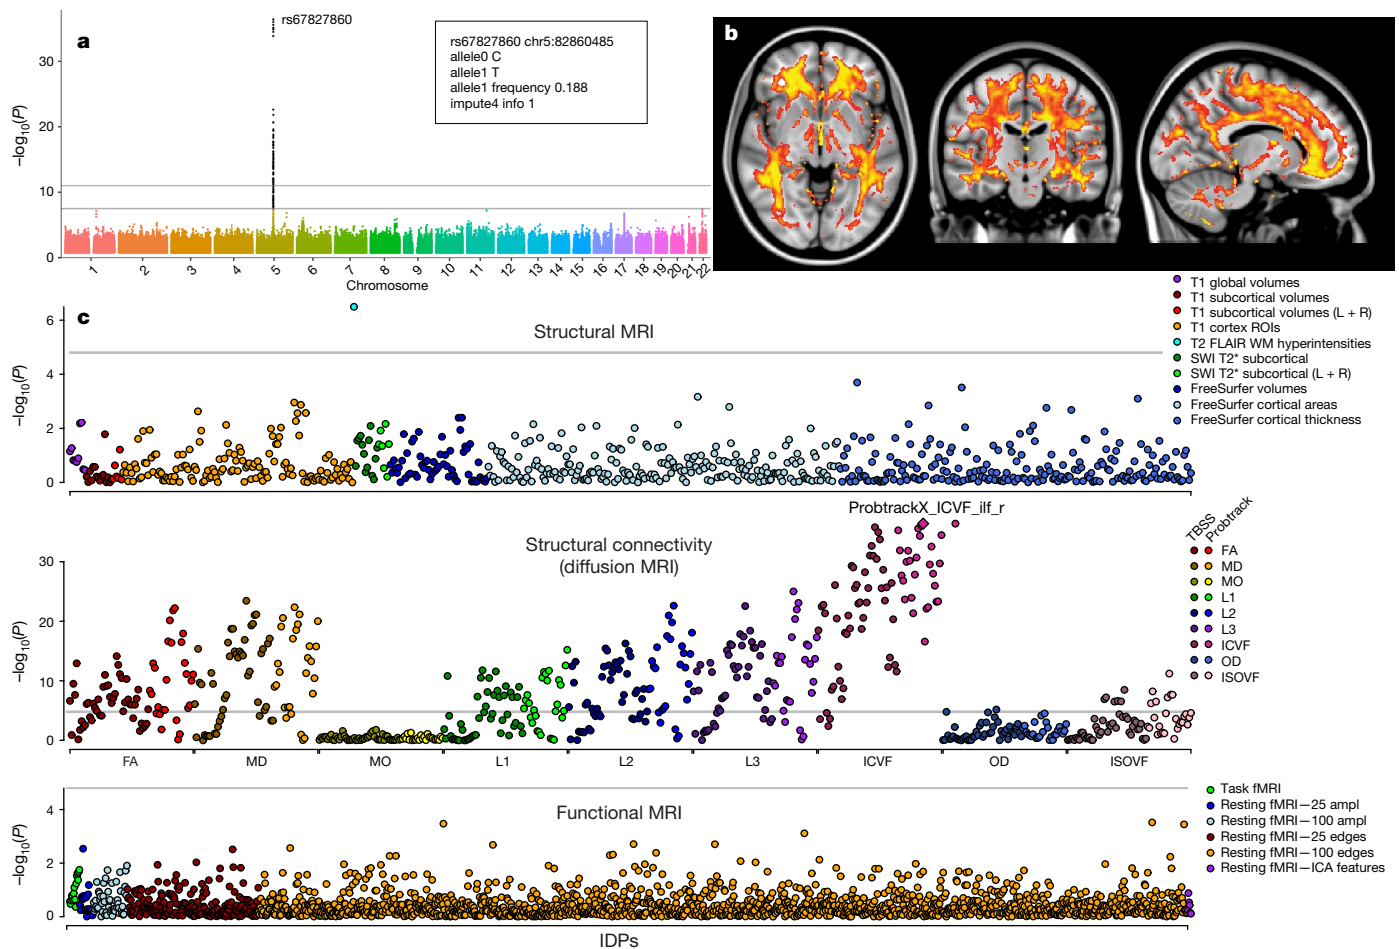 a
rs67827860
rs67827860 chr5:82860485
allele0 C
allele1 T
allele1 frequency 0.188
impute4 info 1
–log10(P)
30
20
10
0
1 2 3 4 5 6 7 8 9 10 11 12 13 14 15 16 17 18 19 20 21 22
Chromosome
b
c
Structural MRI
–log10(P)
6
4
2
0
T1 global volumes
T1 subcortical volumes
T1 subcortical volumes (L + R)
T1 cortex ROIs
T2 FLAIR WM hyperintensities
SWI T2* subcortical
SWI T2* subcortical (L + R)
FreeSurfer volumes
FreeSurfer cortical areas
FreeSurfer cortical thickness
ProbtrackX_ICVF_ilf_r
Structural connectivity
(diffusion MRI)
–log10(P)
30
20
10
0
FA MD MO L1 L2 L3 ICVF OD ISOVF
TBSS
Probtrack
FA
MD
MO
L1
L2
L3
ICVF
OD
ISOVF
Functional MRI
–log10(P)
4
2
0
Task fMRI
Resting fMRI—25 ampl
Resting fMRI—100 ampl
Resting fMRI—25 edges
Resting fMRI—100 edges
Resting fMRI—ICA features
IDPs